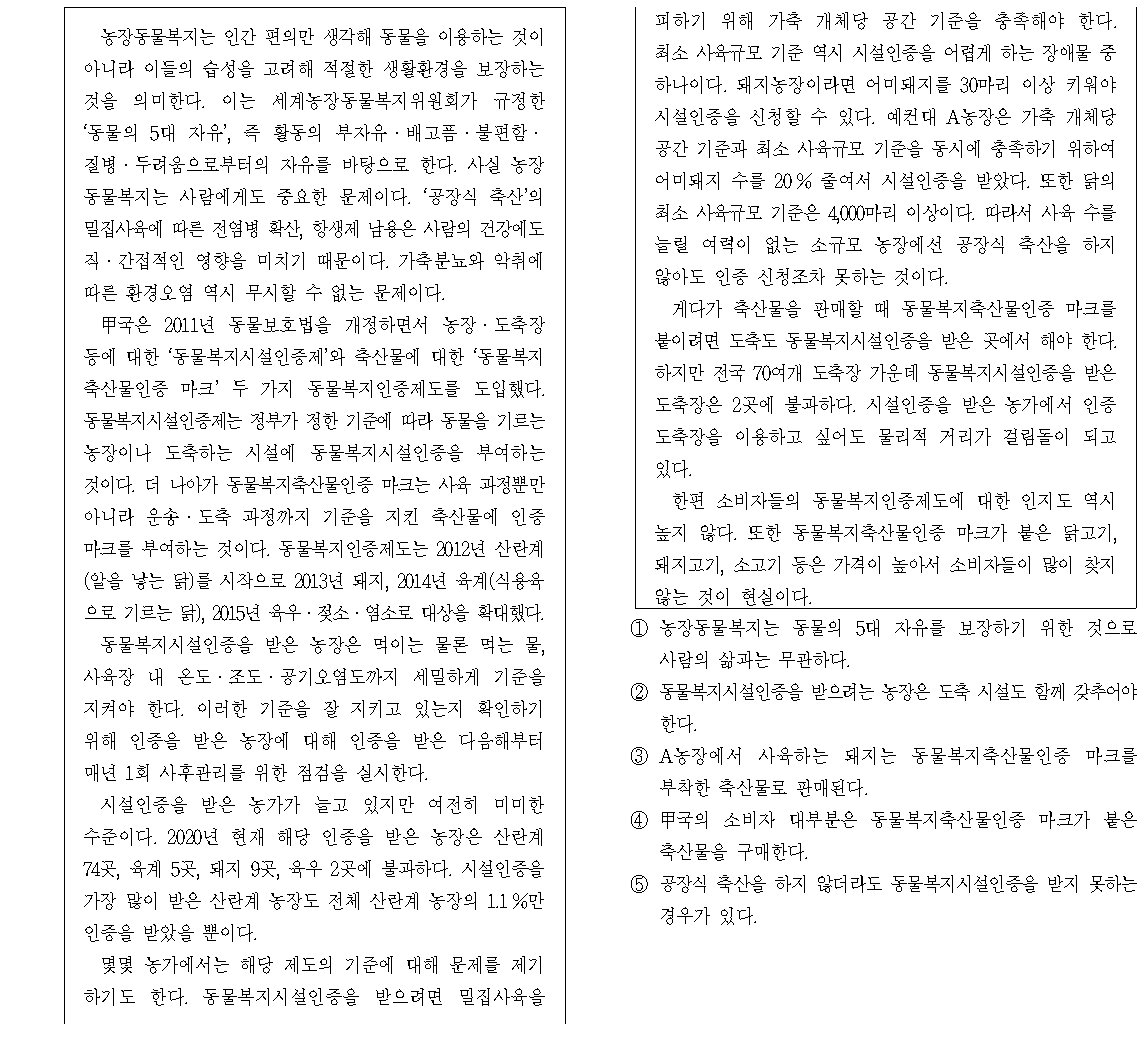 농장동물복지는 인간 편의만 생각해 동물을 이용하는 것이
아니라 이들의 습성을 고려해 적절한 생활환경을 보장하는
것을 의미한다. 이는 세계농장동물복지위원회가 규정한
‘동물의 5대 자유’, 즉 활동의 부자유·배고픔·불편함·
질병·두려움으로부터의 자유를 바탕으로 한다. 사실 농장
동물복지는 사람에게도 중요한 문제이다. ‘공장식 축산’의
밀집사육에 따른 전염병 확산, 항생제 남용은 사람의 건강에도
직·간접적인 영향을 미치기 때문이다. 가축분뇨와 악취에
따른 환경오염 역시 무시할 수 없는 문제이다.
甲국은 2011년 동물보호법을 개정하면서 농장·도축장
등에 대한 ‘동물복지시설인증제’와 축산물에 대한 ‘동물복지
축산물인증 마크’ 두 가지 동물복지인증제도를 도입했다.
동물복지시설인증제는 정부가 정한 기준에 따라 동물을 기르는
농장이나 도축하는 시설에 동물복지시설인증을 부여하는
것이다. 더 나아가 동물복지축산물인증 마크는 사육 과정뿐만
아니라 운송·도축 과정까지 기준을 지킨 축산물에 인증
마크를 부여하는 것이다. 동물복지인증제도는 2012년 산란계
(알을 낳는 닭)를 시작으로 2013년 돼지, 2014년 육계(식용육
으로 기르는 닭), 2015년 육우·젖소·염소로 대상을 확대했다.
동물복지시설인증을 받은 농장은 먹이는 물론 먹는 물,
사육장 내 온도·조도·공기오염도까지 세밀하게 기준을
지켜야 한다. 이러한 기준을 잘 지키고 있는지 확인하기
위해 인증을 받은 농장에 대해 인증을 받은 다음해부터
매년 1회 사후관리를 위한 점검을 실시한다.
시설인증을 받은 농가가 늘고 있지만 여전히 미미한
수준이다. 2020년 현재 해당 인증을 받은 농장은 산란계
74곳, 육계 5곳, 돼지 9곳, 육우 2곳에 불과하다. 시설인증을
가장 많이 받은 산란계 농장도 전체 산란계 농장의 1.1%만
인증을 받았을 뿐이다.
몇몇 농가에서는 해당 제도의 기준에 대해 문제를 제기
하기도 한다. 동물복지시설인증을 받으려면 밀집사육을
피하기 위해 가축 개체당 공간 기준을 충족해야 한다.
최소 사육규모 기준 역시 시설인증을 어렵게 하는 장애물 중
하나이다. 돼지농장이라면 어미돼지를 30마리 이상 키워야
시설인증을 신청할 수 있다. 예컨대 A농장은 가축 개체당
공간 기준과 최소 사육규모 기준을 동시에 충족하기 위하여
어미돼지 수를 20% 줄여서 시설인증을 받았다. 또한 닭의
최소 사육규모 기준은 4,000마리 이상이다. 따라서 사육 수를
늘릴 여력이 없는 소규모 농장에선 공장식 축산을 하지
않아도 인증 신청조차 못하는 것이다.
게다가 축산물을 판매할 때 동물복지축산물인증 마크를
붙이려면 도축도 동물복지시설인증을 받은 곳에서 해야 한다.
하지만 전국 70여개 도축장 가운데 동물복지시설인증을 받은
도축장은 2곳에 불과하다. 시설인증을 받은 농가에서 인증
도축장을 이용하고 싶어도 물리적 거리가 걸림돌이 되고
있다.
한편 소비자들의 동물복지인증제도에 대한 인지도 역시
높지 않다. 또한 동물복지축산물인증 마크가 붙은 닭고기,
돼지고기, 소고기 등은 가격이 높아서 소비자들이 많이 찾지
않는 것이 현실이다.
① 농장동물복지는 동물의 5대 자유를 보장하기 위한 것으로
사람의 삶과는 무관하다.
② 동물복지시설인증을 받으려는 농장은 도축 시설도 함께 갖추어야
한다.
③ A농장에서 사육하는 돼지는 동물복지축산물인증 마크를
부착한 축산물로 판매된다.
④ 甲국의 소비자 대부분은 동물복지축산물인증 마크가 붙은
축산물을 구매한다.
⑤ 공장식 축산을 하지 않더라도 동물복지시설인증을 받지 못하는
경우가 있다.